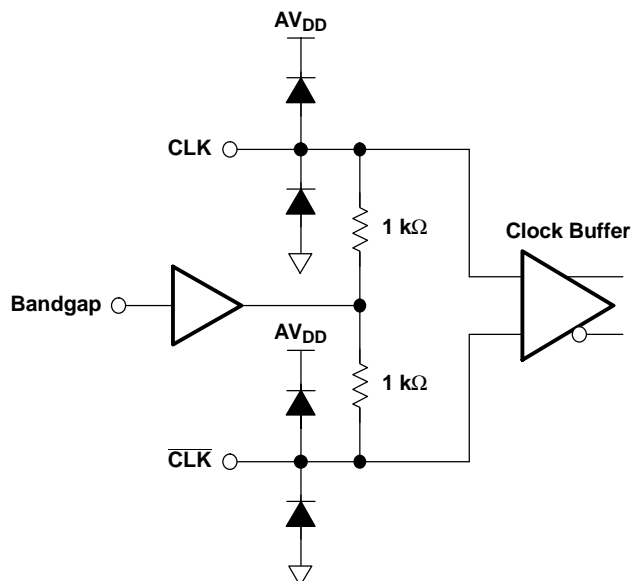 AVDD
CLK
1 kΩ
Clock Buffer
Bandgap
AVDD
1 kΩ
CLK